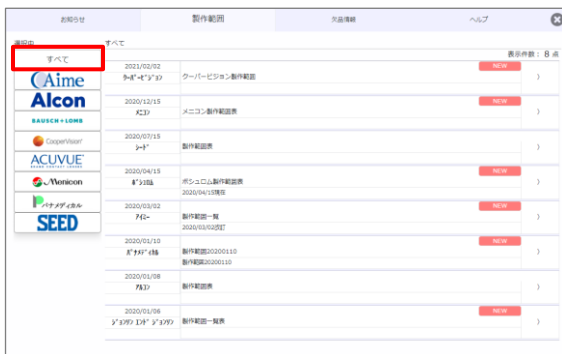 お知らせ
製作範囲
欠品情報
ヘルプ
選択中
すべて
表示件数： 8 点
すべて
Aime
Alcon
BAUSCH+LOMB
CooperVision
ACUVUE
Menicon
パナメディカル
SEED
2021/02/02
NEW
ｸｰﾊﾟｰﾋﾞｼﾞｮﾝ
クーパービジョン製作範囲
2020/12/15
NEW
ﾒﾆｺﾝ
メニコン製作範囲表
2020/07/15
ｼｰﾄﾞ
製作範囲表
2020/04/15
NEW
ﾎﾞｼｭﾛﾑ
ボシュロム製作範囲表
2020/04/15現在
2020/03/02
NEW
ｱｲﾐｰ
製作範囲一覧
2020/03/02改訂
2020/01/10
NEW
ﾊﾟﾅﾒﾃﾞｨｶﾙ
製作範囲20200110
製作範囲20200110
2020/01/08
ｱﾙｺﾝ
製作範囲表
2020/01/06
NEW
ｼﾞｮﾝｿﾝ ｴﾝﾄﾞ ｼﾞｮﾝｿﾝ
製作範囲一覧表